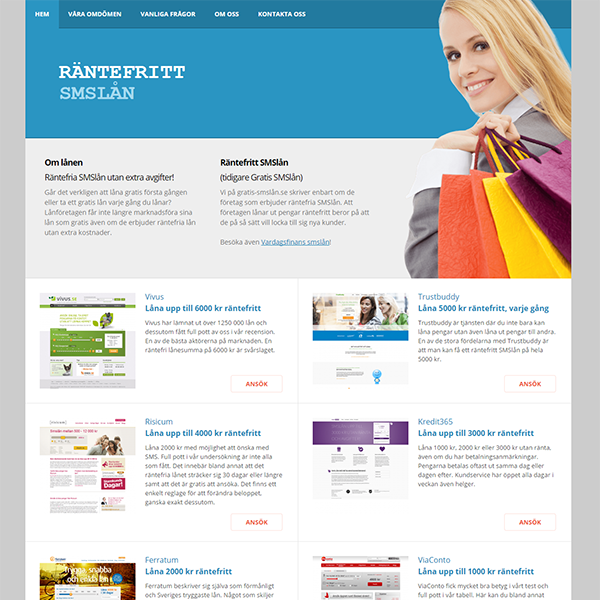 HEM VÅRA OMDÖMEN VANLIGA FRÅGOR OM OSS KONTAKTA OSS
RÄNTEFRITT
SMSLÅN
Om lånen
Räntefria SMSlån utan extra avgifter!
Går det verkligen att låna gratis första gången
eller ta ett gratis lån varje gång du lånar?
Låneföretagen får inte längre marknadsföra sina
lån som gratis även om de erbjuder räntefria lån
utan extra kostnader.
Räntefritt SMSlån
(tidigare Gratis SMSlån)
Vi på gratis-smslån.se skriver enbart om de
företag som erbjuder räntefria SMSlån. Att
företagen lånar ut pengar räntefritt beror på att
de på så sätt vill locka till sig nya kunder.
Besöka även Vardagsfinans smslån!
Vivus
Låna upp till 6000 kr räntefritt
Vivus har lämnat ut över 1250 000 lån och
dessutom fått full pott av oss i vår recension.
En av de bästa aktörerna på marknaden. En
räntefri lånesumma på 6000 kr är svårslaget.
ANSÖK
Trustbuddy
Låna 5000 kr räntefritt, varje gång
Trustbuddy är tjänsten där du inte bara kan
låna pengar utan även låna ut pengar till andra.
En av de stora fördelarna med Trustbuddy är
att man kan få ett räntefritt SMSlån på hela
5000 kr.
ANSÖK
Risicum
Låna upp till 4000 kr räntefritt
Låna 2000 kr med möjlighet att önska med
SMS. Full pott i vår undersökning är inte alla
som fått. Det innebar bland annat att det
räntefria lånet sträcker sig 30 dagar eller längre
samt att det är gratis att ansöka. Det finns ett
enkelt reglage för att förändra beloppet,
ganska exakt dessutom.
ANSÖK
Kredit365
Låna upp till 3000 kr räntefritt
Låna 1000 kr, 2000 kr eller 3000 kr utan ränta,
även om du har betalningsanmärkningar.
Pengarna betalas oftast ut samma dag eller
dagen efter. Kundservice har öppet alla dagar i
veckan även helger.
ANSÖK
Ferratum
Låna upp till 2000 kr räntefritt
Ferratum beskriver sig själva som förmånligt
och Sveriges tryggaste lån. Något som skiljer
ViaConto
Låna upp till 1000 kr räntefritt
ViaConto fick mycket bra betyg i vårt test och
full pott i vår tabell. Här kan du bland annat